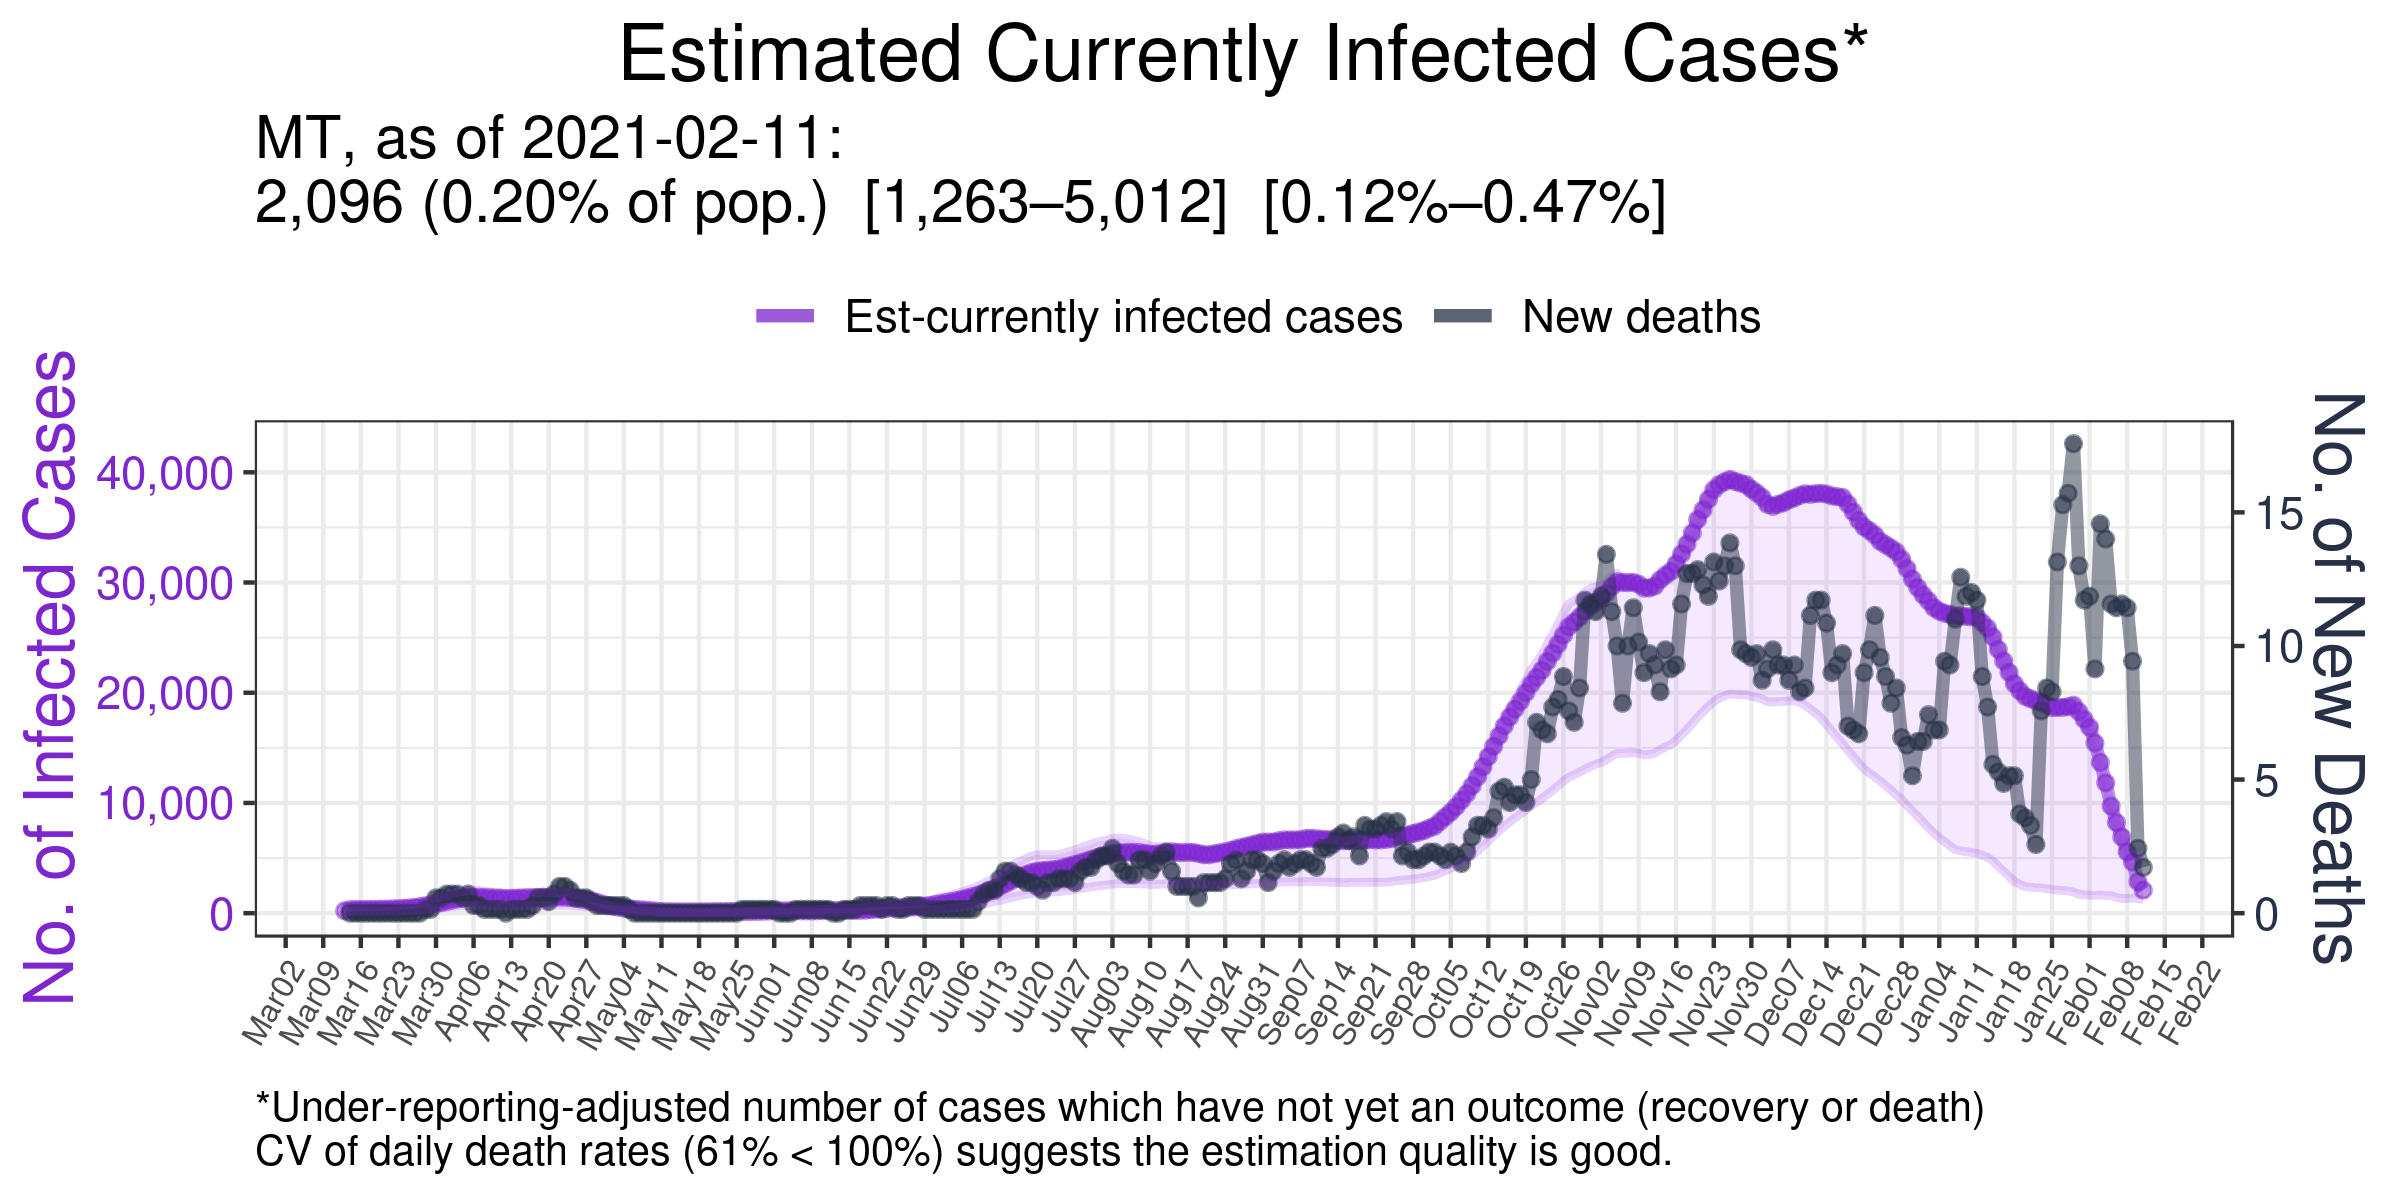 Estimated Currently Infected Cases*
MT, as of 2021-02-11:
2,096 (0.20% of pop.)  [1,263–5,012]  [0.12%–0.47%]
Est-currently infected cases
New deaths
No. of Infected Cases
40,000
30,000
20,000
10,000
0
No. of New Deaths
15
10
5
0
Mar02
Mar09
Mar16
Mar23
Mar30
Apr06
Apr13
Apr20
Apr27
May04
May11
May18
May25
Jun01
Jun08
Jun15
Jun22
Jun29
Jul06
Jul13
Jul20
Jul27
Aug03
Aug10
Aug17
Aug24
Aug31
Sep07
Sep14
Sep21
Sep28
Oct05
Oct12
Oct19
Oct26
Nov02
Nov09
Nov16
Nov23
Nov30
Dec07
Dec14
Dec21
Dec28
Jan04
Jan11
Jan18
Jan25
Feb01
Feb08
Feb15
Feb22
*Under-reporting-adjusted number of cases which have not yet an outcome (recovery or death)
CV of daily death rates (61% < 100%) suggests the estimation quality is good.